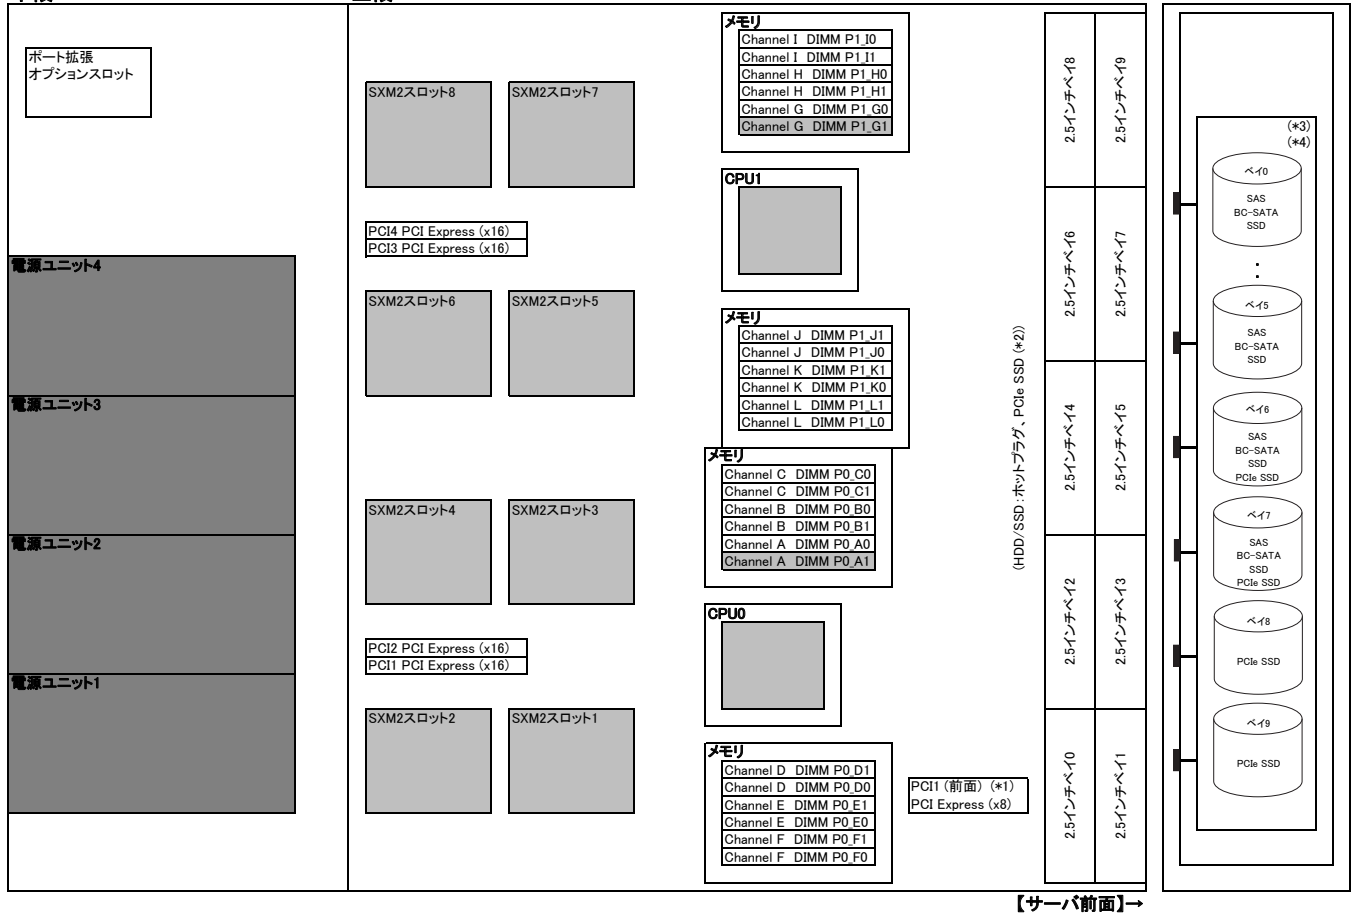 ポート拡張
オプションスロット
電源ユニット4
電源ユニット3
電源ユニット2
電源ユニット1
SXM2スロット8
SXM2スロット7
PCI4 PCI Express (x16)
PCI3 PCI Express (x16)
SXM2スロット6
SXM2スロット5
SXM2スロット4
SXM2スロット3
PCI2 PCI Express (x16)
PCI1 PCI Express (x16)
SXM2スロット2
SXM2スロット1
メモリ
Channel I DIMM P1_I0
Channel I DIMM P1_I1
Channel H DIMM P1_H0
Channel H DIMM P1_H1
Channel G DIMM P1_G0
Channel G DIMM P1_G1
CPU1
メモリ
Channel J DIMM P1_J1
Channel J DIMM P1_J0
Channel K DIMM P1_K1
Channel K DIMM P1_K0
Channel L DIMM P1_L1
Channel L DIMM P1_L0
メモリ
Channel C DIMM P0_C0
Channel C DIMM P0_C1
Channel B DIMM P0_B0
Channel B DIMM P0_B1
Channel A DIMM P0_A0
Channel A DIMM P0_A1
CPU0
メモリ
Channel D DIMM P0_D1
Channel D DIMM P0_D0
Channel E DIMM P0_E1
Channel E DIMM P0_E0
Channel F DIMM P0_F1
Channel F DIMM P0_F0
PCI1 (前面) (*1)
PCI Express (x8)
(HDD/SSD:ホットプラグ、PCIe SSD (*2))
2.5インチベイ8
2.5インチベイ9
2.5インチベイ6
2.5インチベイ7
2.5インチベイ4
2.5インチベイ5
2.5インチベイ2
2.5インチベイ3
2.5インチベイ0
2.5インチベイ1
(*3)
(*4)
ベイ0
SAS
BC-SATA
SSD
ベイ5
SAS
BC-SATA
SSD
ベイ6
SAS
BC-SATA
SSD
PCIe SSD
ベイ7
SAS
BC-SATA
SSD
PCIe SSD
ベイ8
PCIe SSD
ベイ9
PCIe SSD
【サーバ前面】→